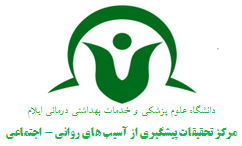 دانشگاه علوم پزشکی و خدمات بهداشتی درمانی ایلام
مرکز تحقیقات پیشگیری از آسیب های روانی - اجتماعی